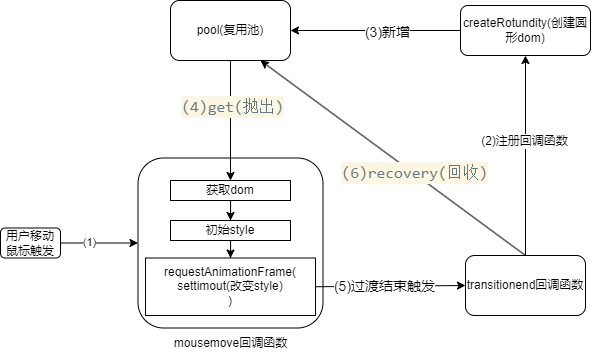 pool(复用池)
(3)新增
createRotundity(创建圆
形dom)
(4)get(抛出)
(2)注册回调函数
(6)recovery(回收)
获取dom
初始style
用户移动
鼠标触发
(1)
requestAnimationFrame(
settimout(改变style)
)
(5)过渡结束触发
transitionend回调函数
mousemove回调函数